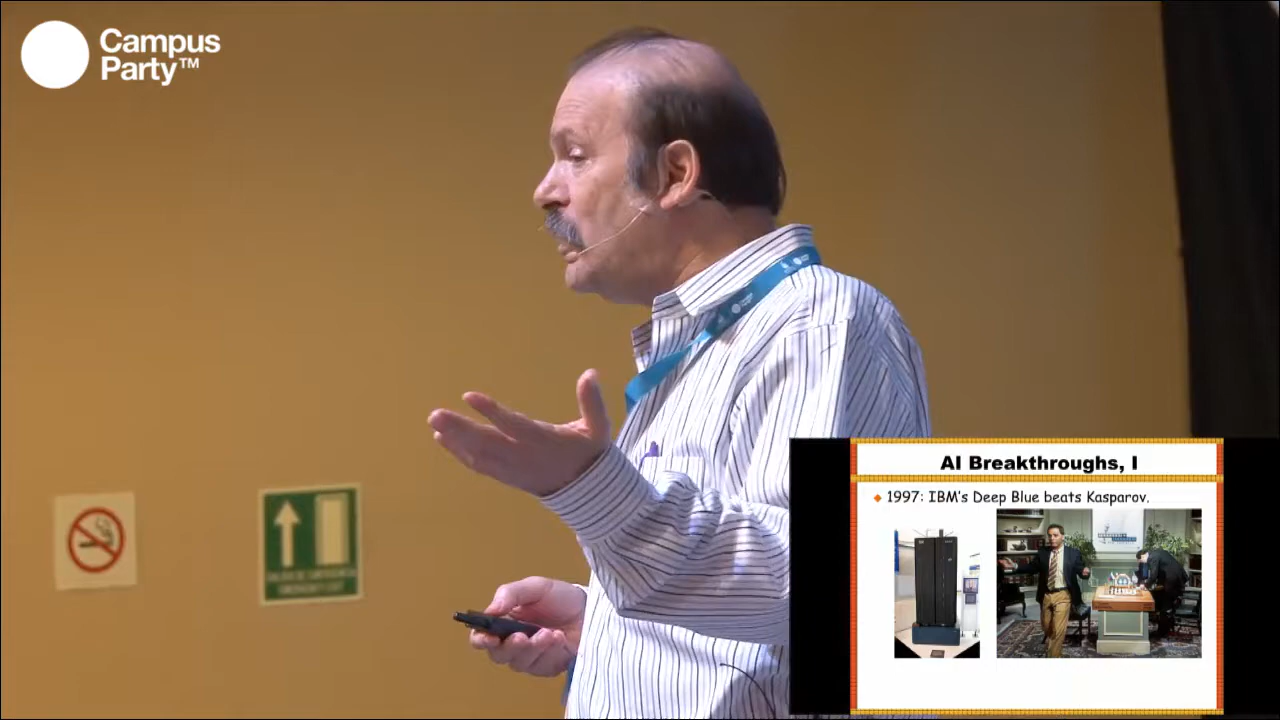 Campus
Party™
AI Breakthroughs, I
1997: IBM's Deep Blue beats Kasparov.